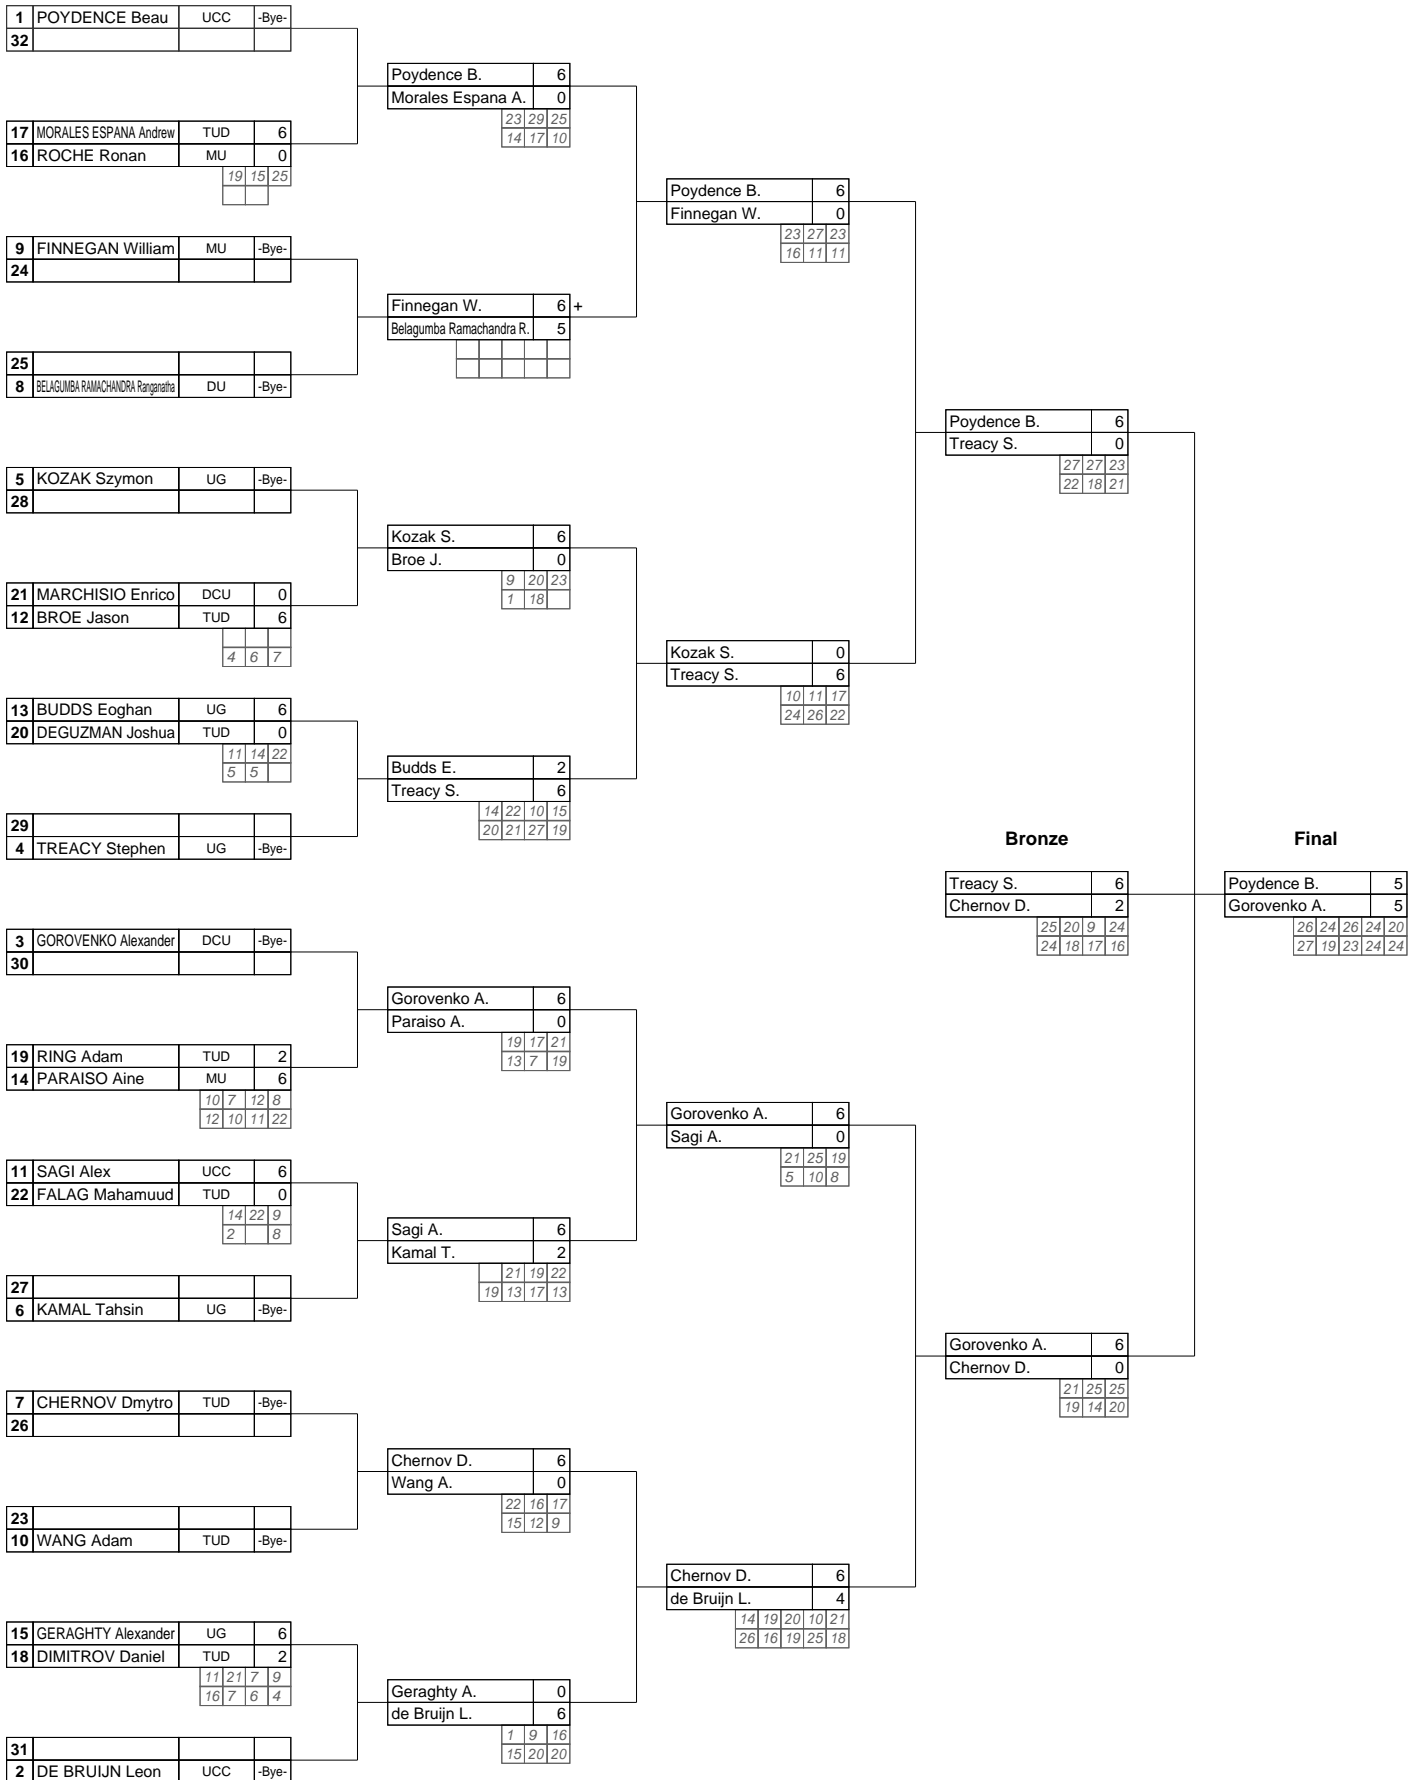 1 POYDENCE Beau UCC -Bye-
32
Poydence B. 6
Morales Espana A. 0
23 29 25
14 17 10
17 MORALES ESPANA Andrew TUD 6
16 ROCHE Ronan MU 0
19 15 25
Poydence B. 6
Finnegan W. 0
23 27 23
16 11 11
9 FINNEGAN William MU -Bye-
24
Finnegan W. 6 +
Belagumba Ramachandra R. 5
25
8 BELAGUMBA RAMACHANDRA Ranganatha DU -Bye-
Poydence B. 6
Treacy S. 0
27 27 23
22 18 21
5 KOZAK Szymon UG -Bye-
28
Kozak S. 6
Broe J. 0
9 20 23
1 18
21 MARCHISIO Enrico DCU 0
12 BROE Jason TUD 6
4 6 7
Kozak S. 0
Treacy S. 6
10 11 17
24 26 22
13 BUDDS Eoghan UG 6
20 DEGUZMAN Joshua TUD 0
11 14 22
5 5
Budds E. 2
Treacy S. 6
14 22 10 15
20 21 27 19
29
4 TREACY Stephen UG -Bye-
Bronze Final
Treacy S. 6
Chernov D. 2
25 20 9 24
24 18 17 16
Poydence B. 5
Gorovenko A. 5
26 24 26 24 20
27 19 23 24 24
3 GOROVENKO Alexander DCU -Bye-
30
Gorovenko A. 6
Paraiso A. 0
19 17 21
13 7 19
19 RING Adam TUD 2
14 PARAISO Aine MU 6
10 7 12 8
12 10 11 22
Gorovenko A. 6
Sagi A. 0
21 25 19
5 10 8
11 SAGI Alex UCC 6
22 FALAG Mahamuud TUD 0
14 22 9
2 8
Sagi A. 6
Kamal T. 2
21 19 22
19 13 17 13
27
6 KAMAL Tahsin UG -Bye-
Gorovenko A. 6
Chernov D. 0
21 25 25
19 14 20
7 CHERNOV Dmytro TUD -Bye-
26
Chernov D. 6
Wang A. 0
22 16 17
15 12 9
23
10 WANG Adam TUD -Bye-
Chernov D. 6
de Bruijn L. 4
14 19 20 10 21
26 16 19 25 18
15 GERAGHTY Alexander UG 6
18 DIMITROV Daniel TUD 2
11 21 7 9
16 7 6 4
Geraghty A. 0
de Bruijn L. 6
1 9 16
15 20 20
31
2 DE BRUIJN Leon UCC -Bye-